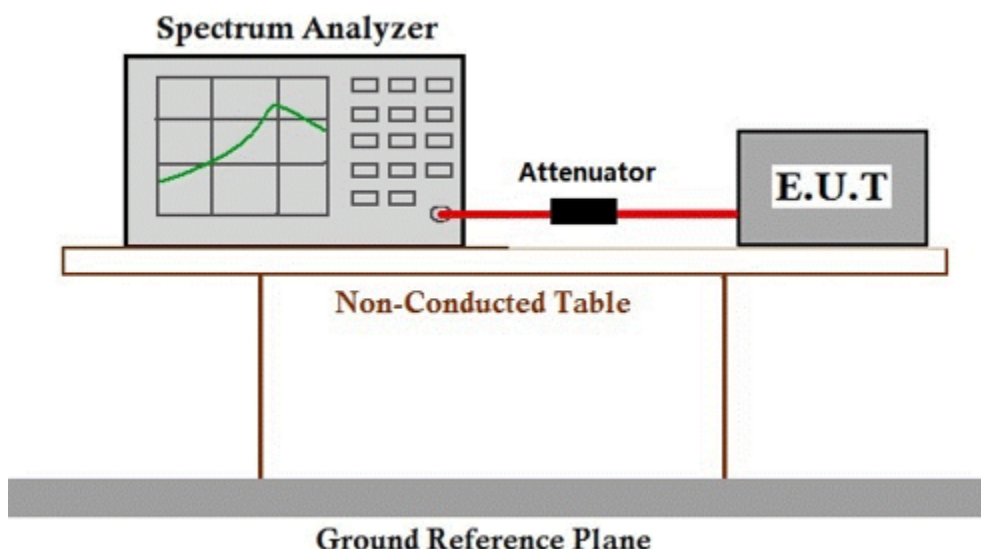 Spectrum Analyzer
Attenuator
E.U.T
Non-Conducted Table
Ground Reference Plane